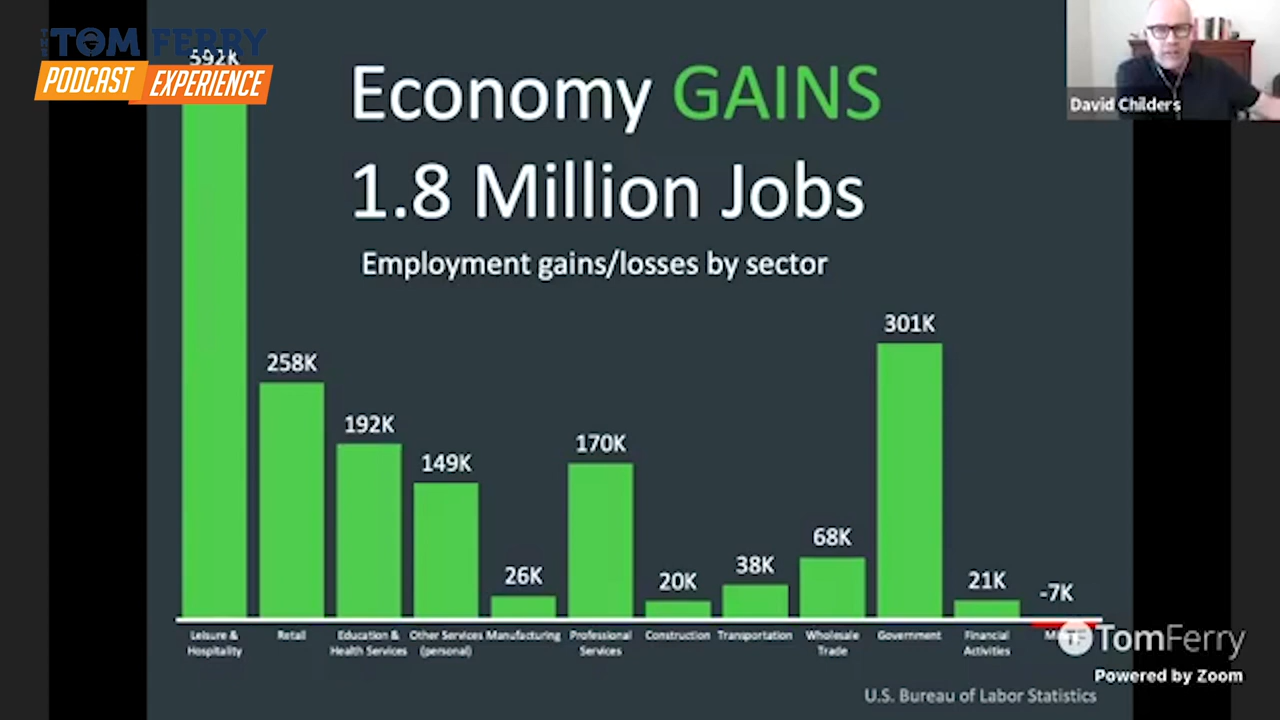 THE
TOM FERRY
PODCAST EXPERIENCE
David Childers
Economy GAINS
1.8 Million Jobs
Employment gains/losses by sector
592K
258K
192K
149K
26K
170K
20K
38K
68K
301K
21K
-7K
Leisure & Hospitality
Retail
Education & Health Services
Other Services (personal)
Manufacturing
Professional Services
Construction
Transportation
Wholesale Trade
Government
Financial Activities
TF TomFerry
Powered by Zoom
U.S. Bureau of Labor Statistics